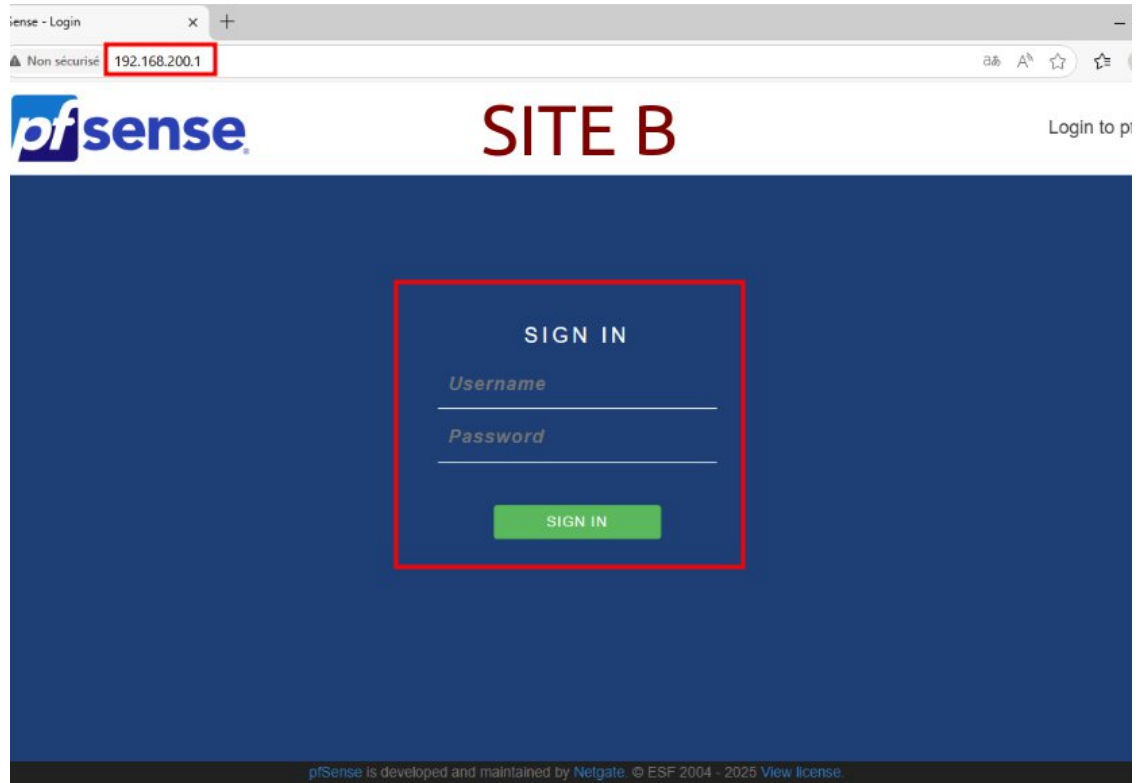 ense - Login
Non sécurisé 192.168.200.1
pfsense
SITE B
Login to pf
SIGN IN
Username
Password
SIGN IN
pfSense is developed and maintained by Netgate. © ESF 2004 - 2025 View license.